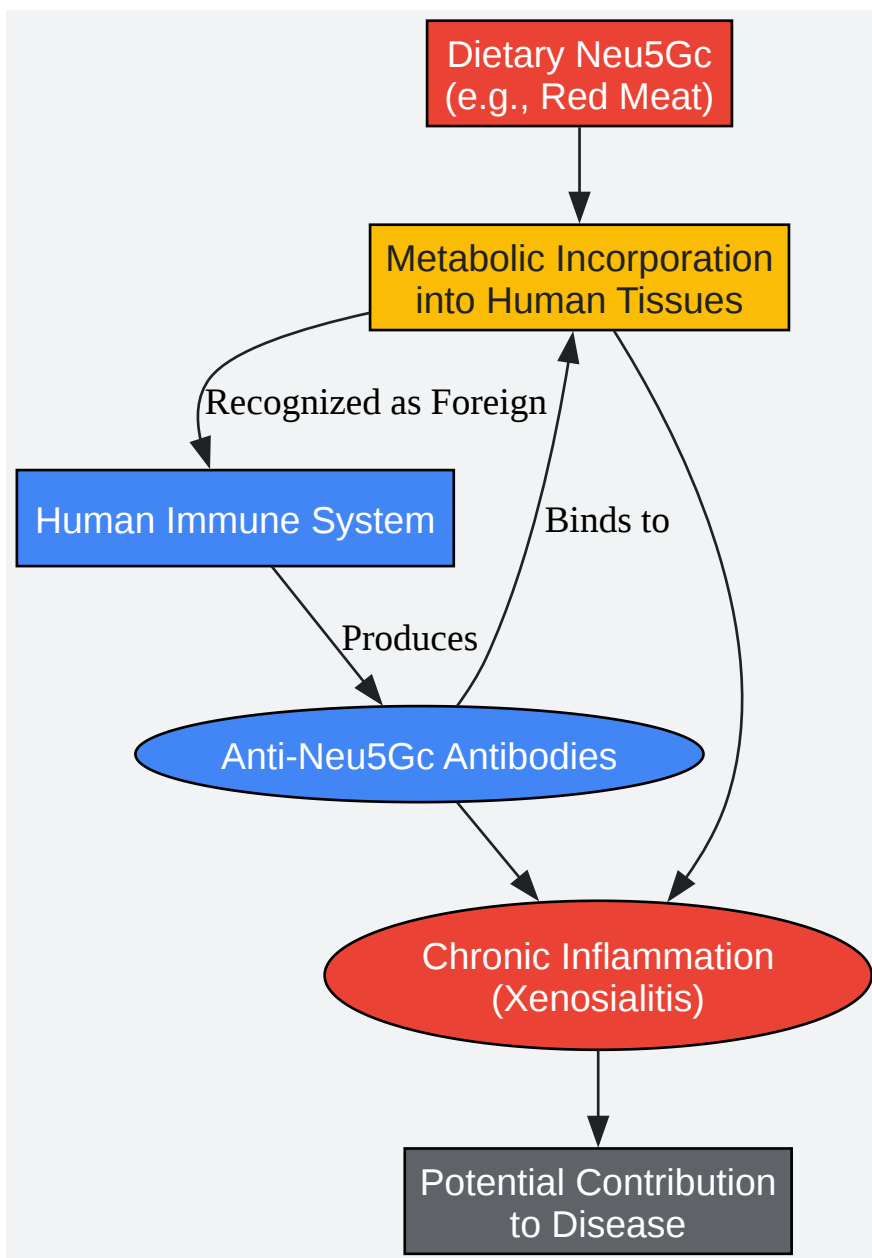 Dietary Neu5Gc
(e.g., Red Meat)
Metabolic Incorporation
into Human Tissues
Recognized as Foreign
Human Immune System
Binds to
Produces
Anti-Neu5Gc Antibodies
Chronic Inflammation
(Xenosialitis)
Potential Contribution
to Disease